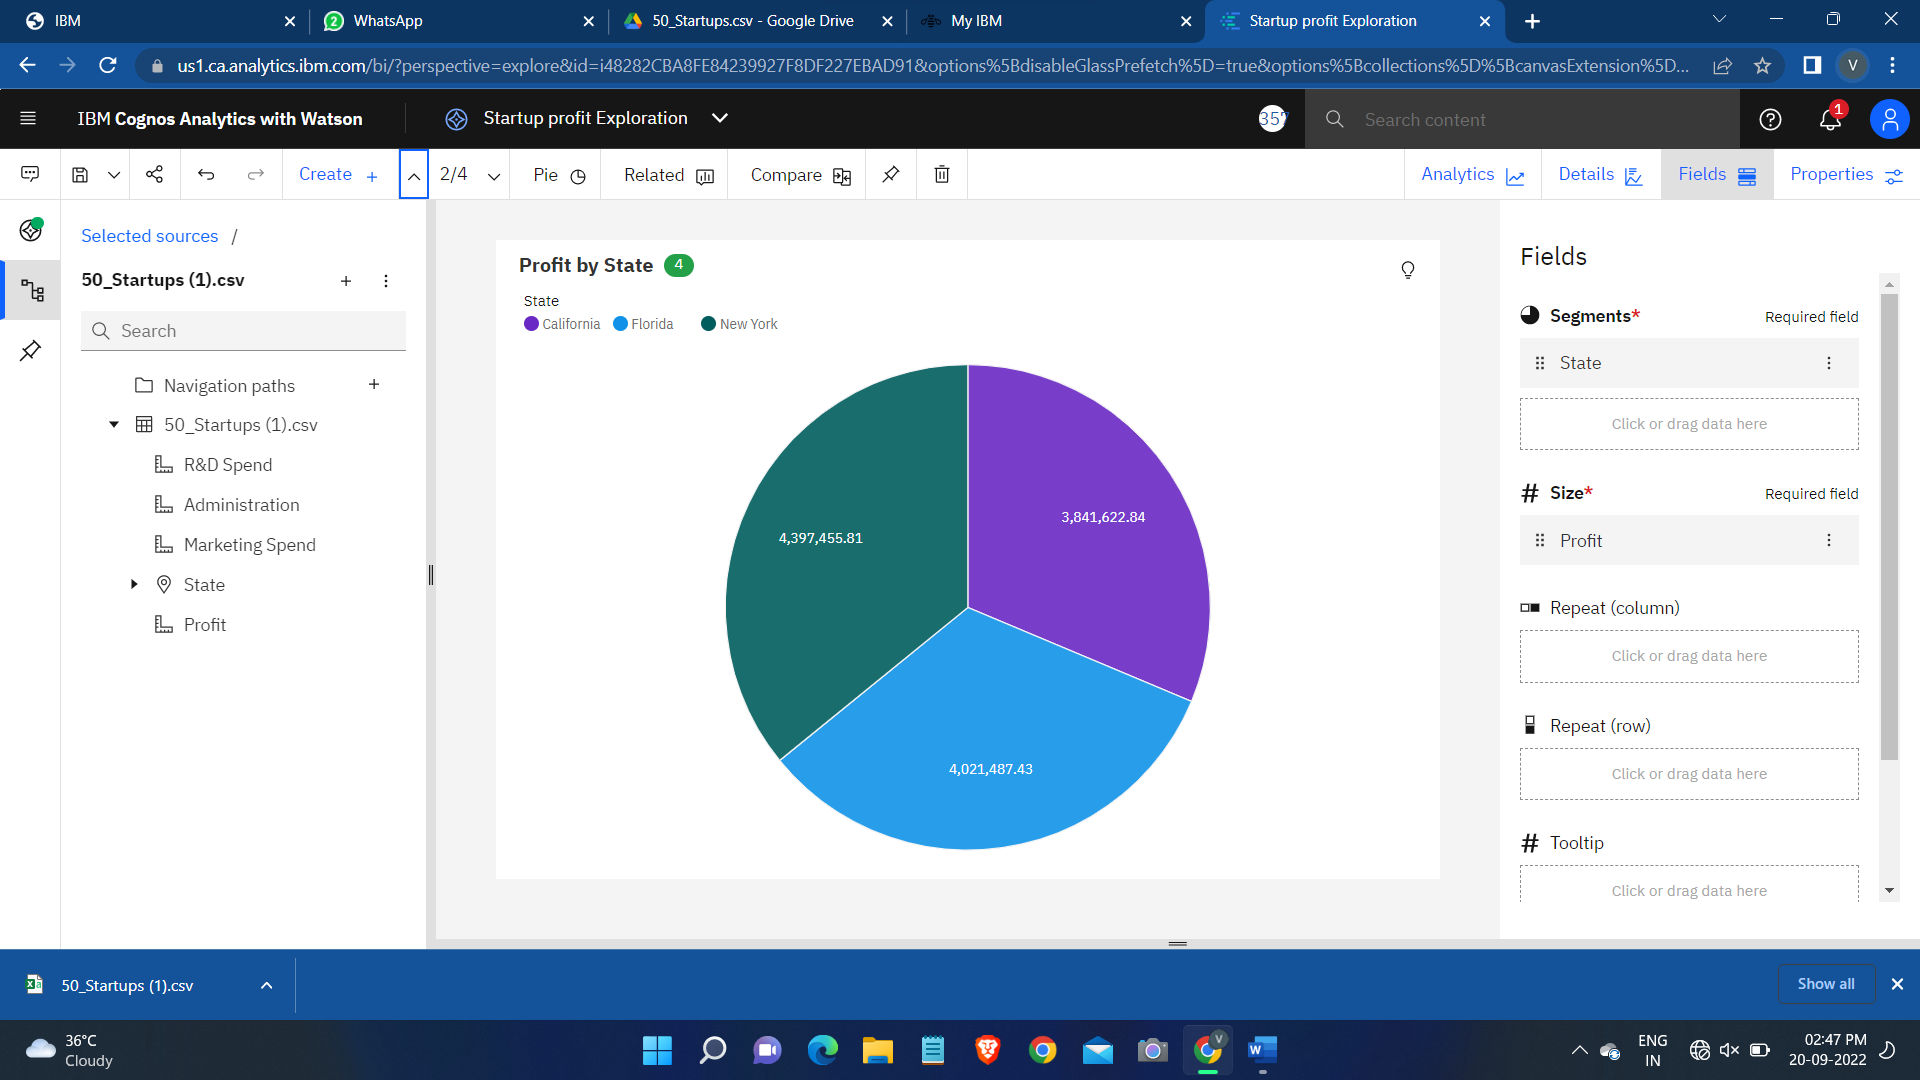 IBM
WhatsApp
50_Startups.csv - Google Drive
My IBM
Startup profit Exploration
us1.ca.analytics.ibm.com/bi/?perspective=explore&id=i48282CBA8FE84239927F8DF227EBAD91&options%5BdisableGlassPrefetch%5D=true&options%5Bcollections%5D%5BcanvasExtension%5D...
V
IBM Cognos Analytics with Watson
Startup profit Exploration
357
Search content
1
Create
2/4
Pie
Related
Compare
Analytics
Details
Fields
Properties
Selected sources /
50_Startups (1).csv
Search
Navigation paths
50_Startups (1).csv
R&D Spend
Administration
Marketing Spend
State
Profit
Profit by State 4
State
California Florida New York
3,841,622.84
4,397,455.81
4,021,487.43
Fields
Segments* Required field
State
Click or drag data here
Size* Required field
Profit
Repeat (column)
Click or drag data here
Repeat (row)
Click or drag data here
Tooltip
Click or drag data here
50_Startups (1).csv
Show all
36°C
Cloudy
ENG
IN
02:47 PM
20-09-2022